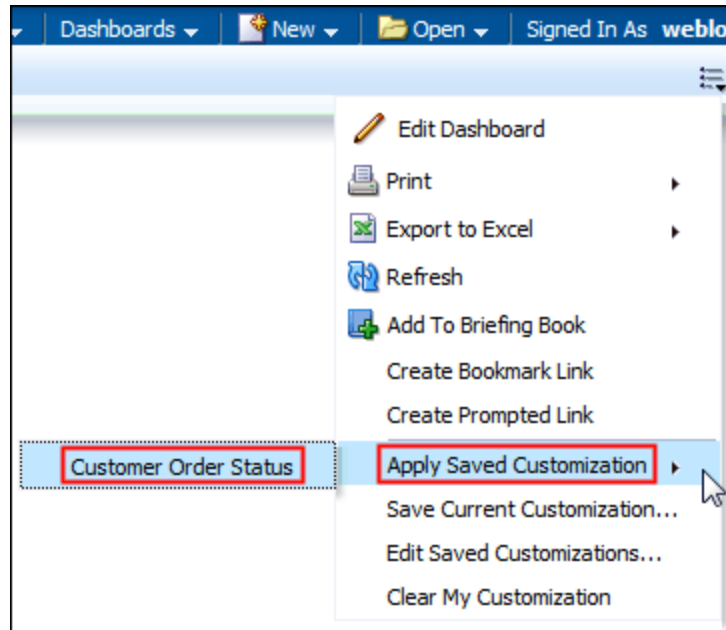 Dashboards New Open Signed In As weblo
Edit Dashboard
Print
Export to Excel
Refresh
Add To Briefing Book
Create Bookmark Link
Create Prompted Link
Customer Order Status Apply Saved Customization
Save Current Customization...
Edit Saved Customizations...
Clear My Customization